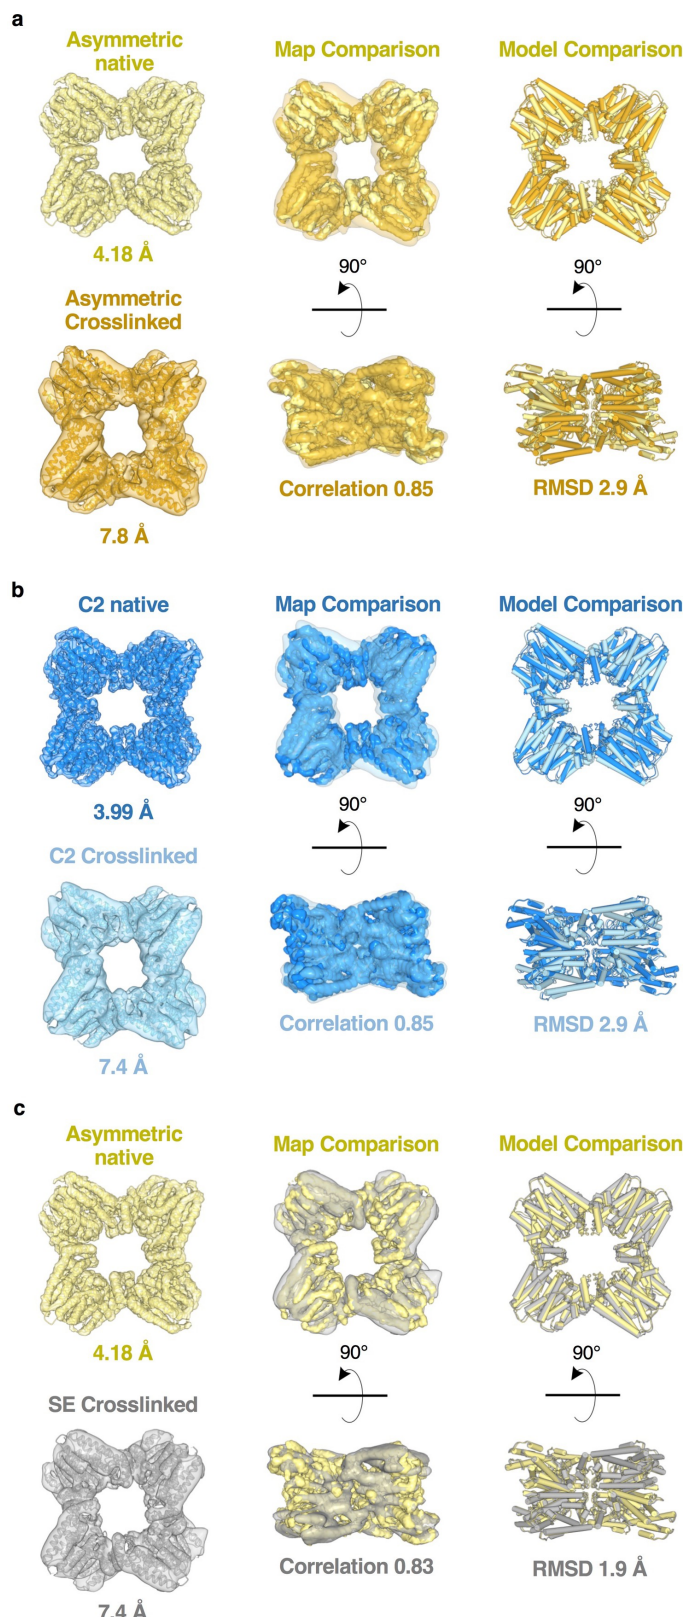 a
Asymmetric
native
Map Comparison
Model Comparison
4.18 Å
90°
90°
Asymmetric
Crosslinked
Correlation 0.85
RMSD 2.9 Å
7.8 Å
b
C2 native
Map Comparison
Model Comparison
3.99 Å
90°
90°
C2 Crosslinked
Correlation 0.85
RMSD 2.9 Å
7.4 Å
c
Asymmetric
native
Map Comparison
Model Comparison
4.18 Å
90°
90°
SE Crosslinked
Correlation 0.83
RMSD 1.9 Å
7.4 Å